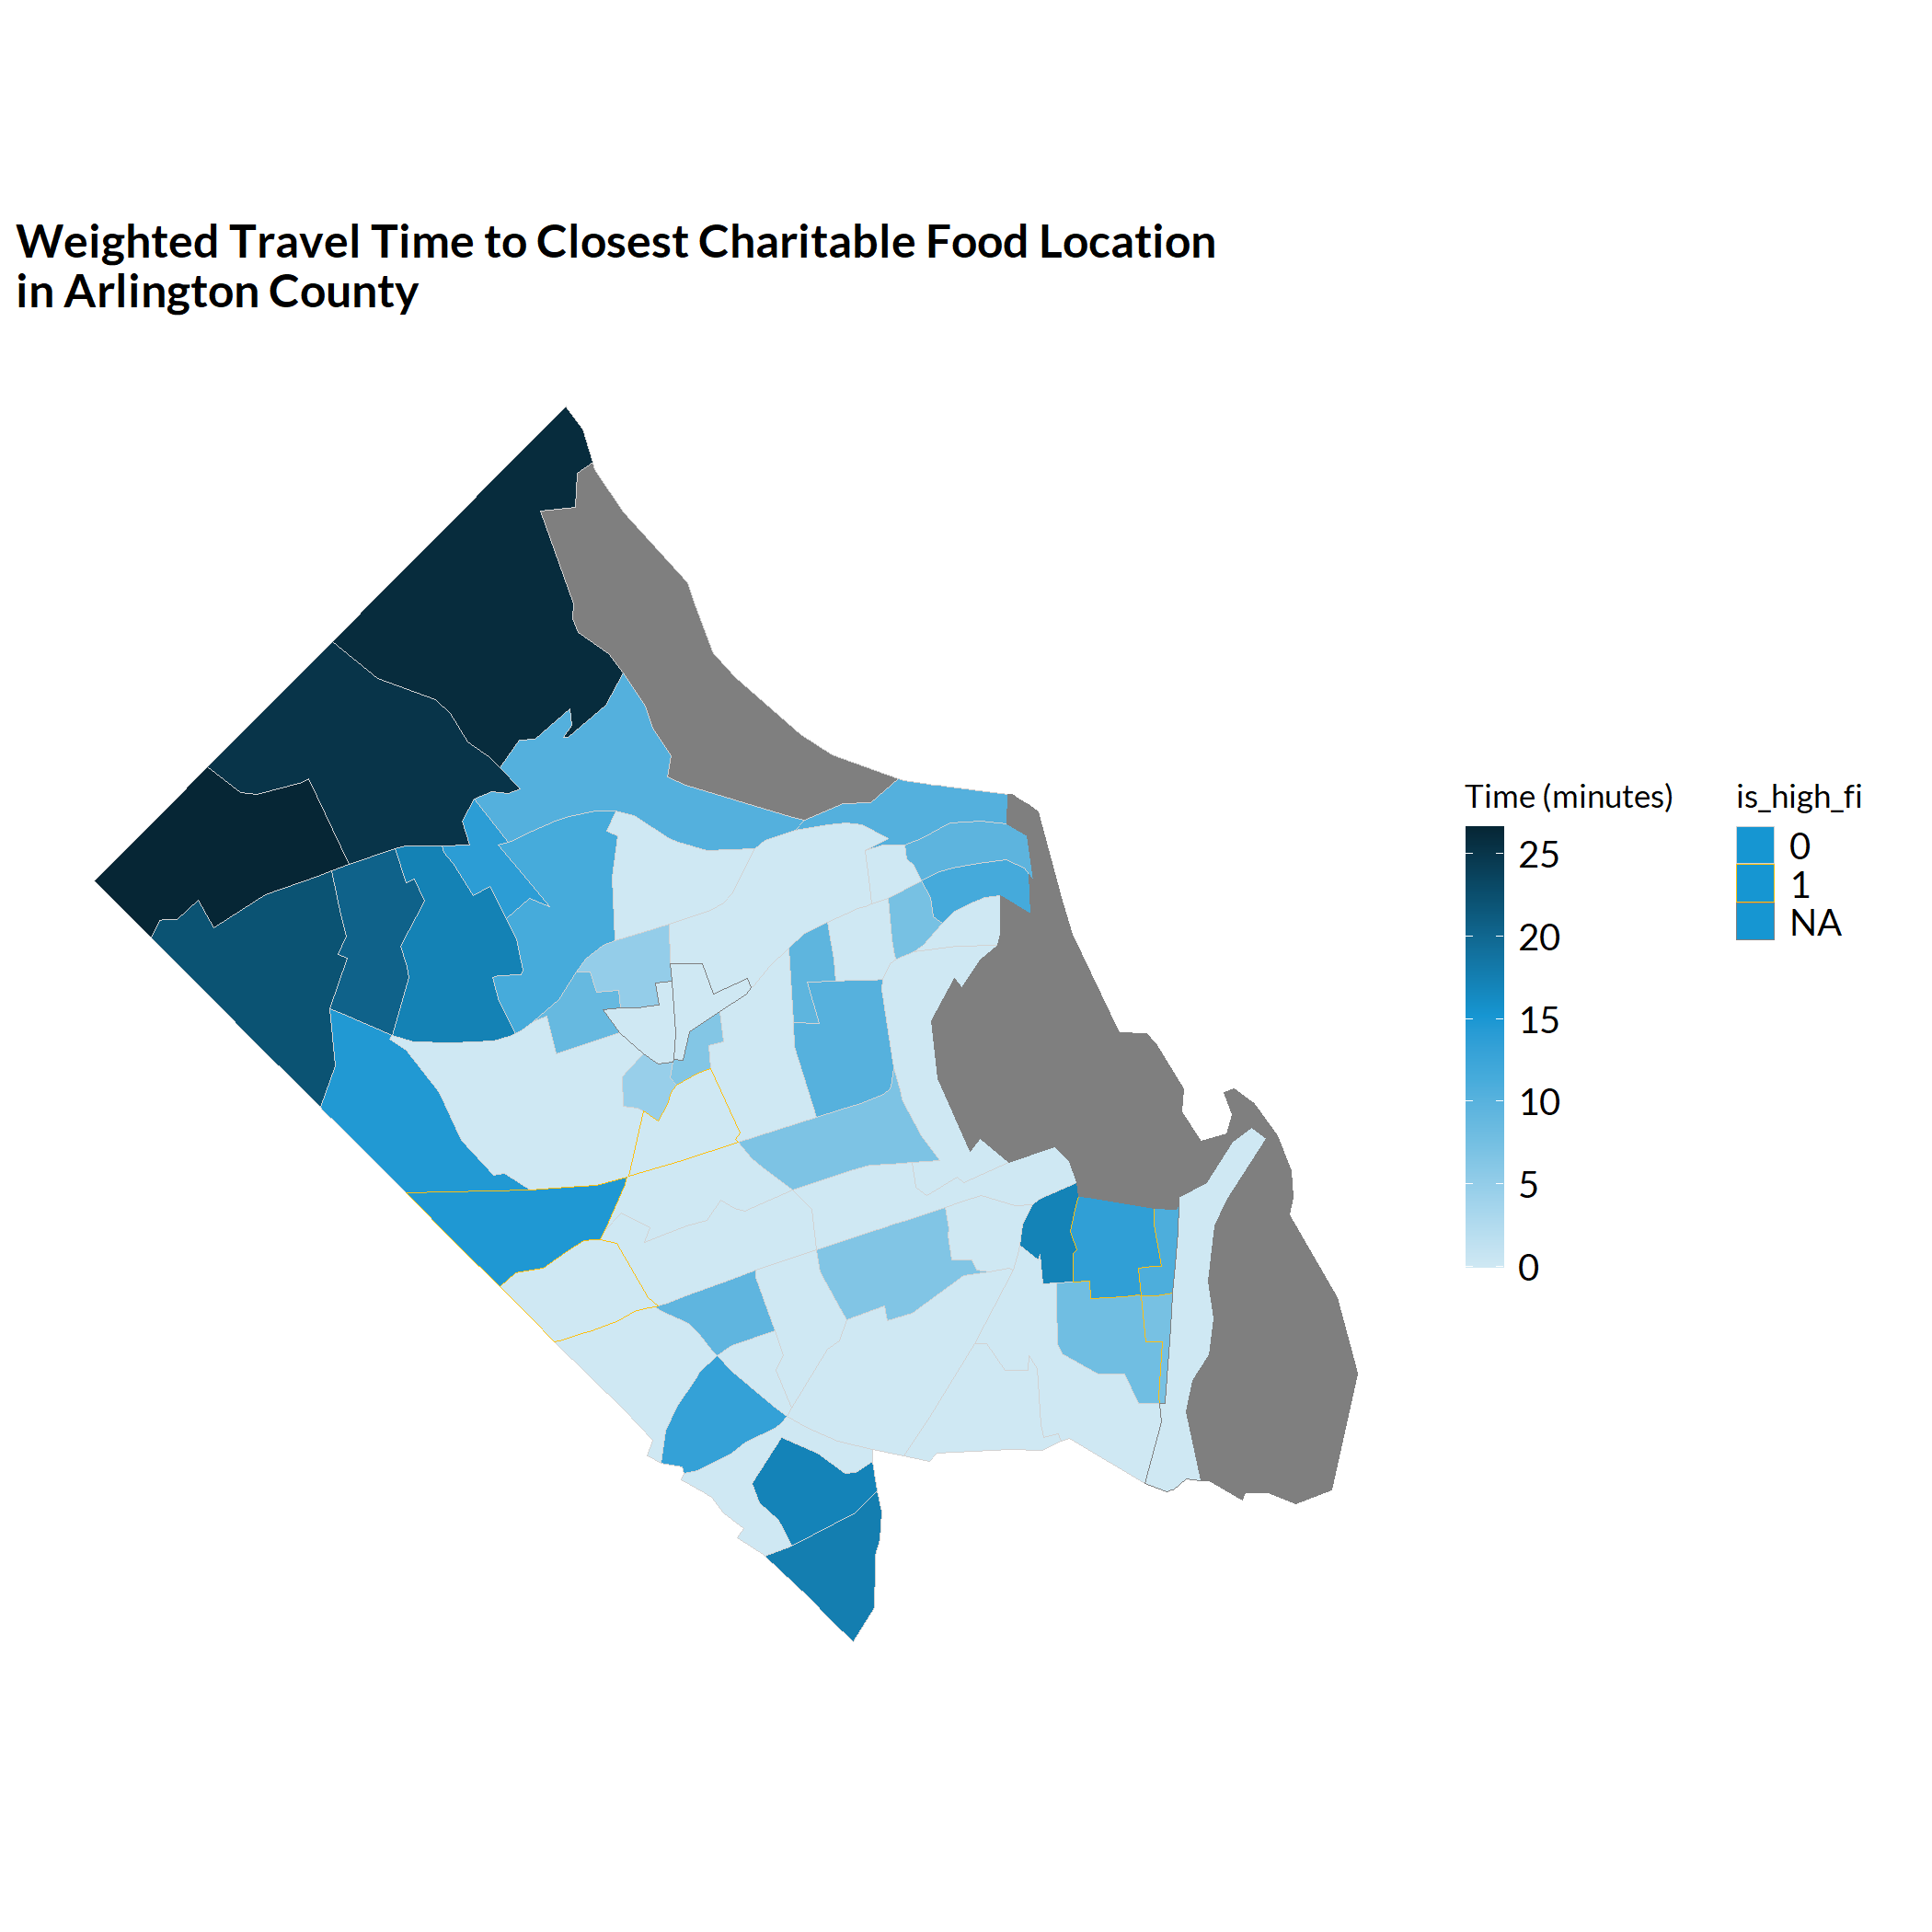 Weighted Travel Time to Closest Charitable Food Location
in Arlington County
Time (minutes)
25
20
15
10
5
0
is_high_fi
0
1
NA